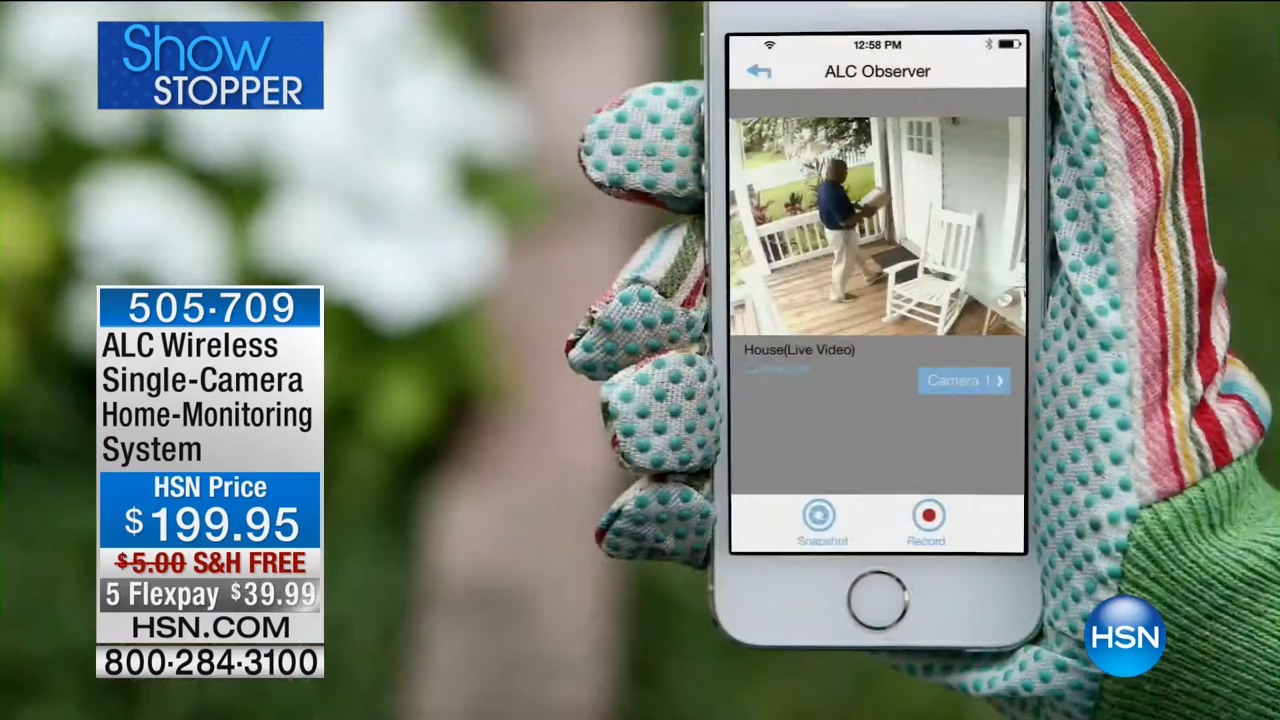 Show
STOPPER
505-709
ALC Wireless
Single-Camera
Home-Monitoring
System
HSN Price
$199.95
$5.00 S&H FREE
5 Flexpay $39.99
HSN.COM
800-284-3100
12:58 PM
ALC Observer
House(Live Video)
Camera 1 ❯
Snapshot Record
HSN